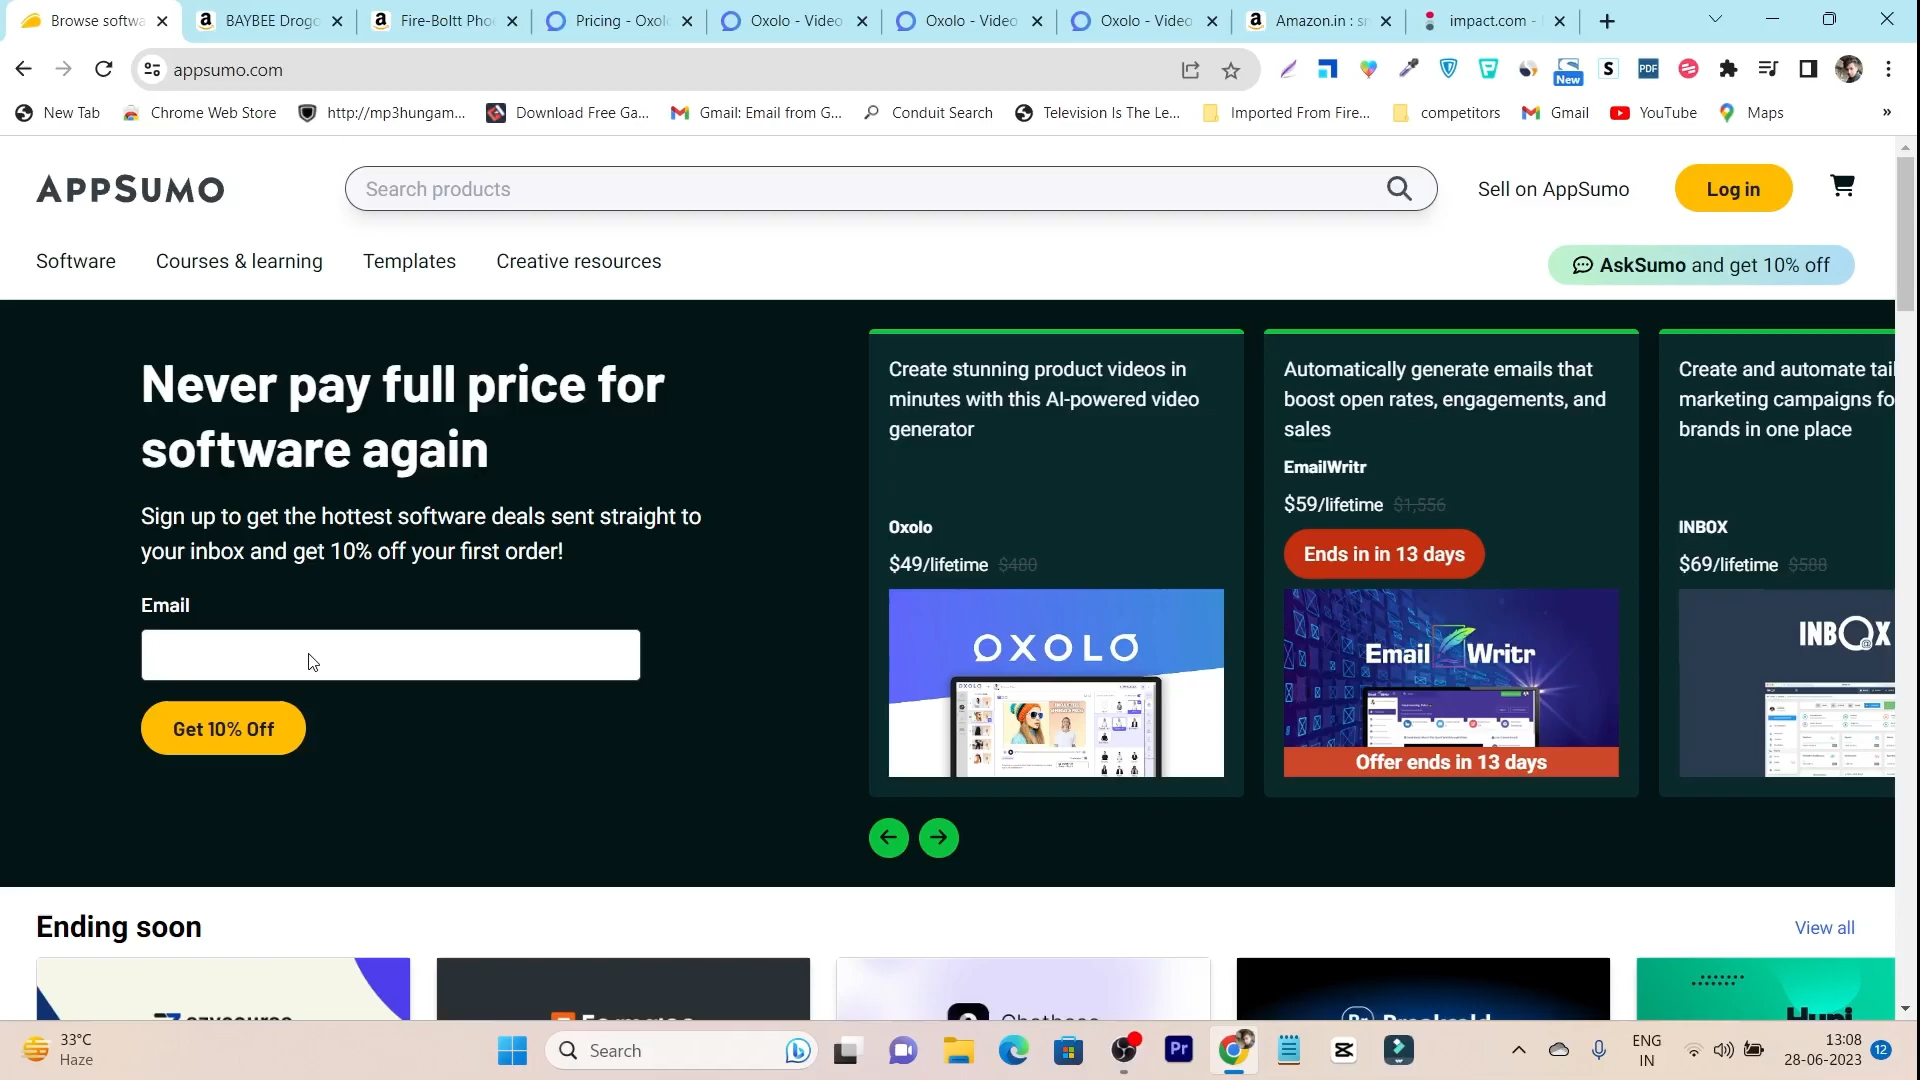 Browse softwa
BAYBEE Drogo
Fire-Boltt Pho
Pricing - Oxol
Oxolo - Video
Oxolo - Video
Oxolo - Video
Amazon.in : sm
impact.com -
appsumo.com
New
PDF
New Tab
Chrome Web Store
http://mp3hungam...
Download Free Ga...
Gmail: Email from G...
Conduit Search
Television Is The Le...
Imported From Fire...
competitors
Gmail
YouTube
Maps
»
APPSUMO
Search products
Sell on AppSumo
Log in
Software
Courses & learning
Templates
Creative resources
AskSumo and get 10% off
Never pay full price for
software again
Sign up to get the hottest software deals sent straight to
your inbox and get 10% off your first order!
Email
Get 10% Off
Create stunning product videos in
minutes with this AI-powered video
generator
Oxolo
$49/lifetime $480
OXOLO
Automatically generate emails that
boost open rates, engagements, and
sales
EmailWritr
$59/lifetime $1,556
Ends in in 13 days
Email Writr
Offer ends in 13 days
Create and automate tai
marketing campaigns fo
brands in one place
INBOX
$69/lifetime $588
INBOX
Ending soon
View all
33°C
Haze
Search
Pr
ENG
IN
13:08
28-06-2023
12